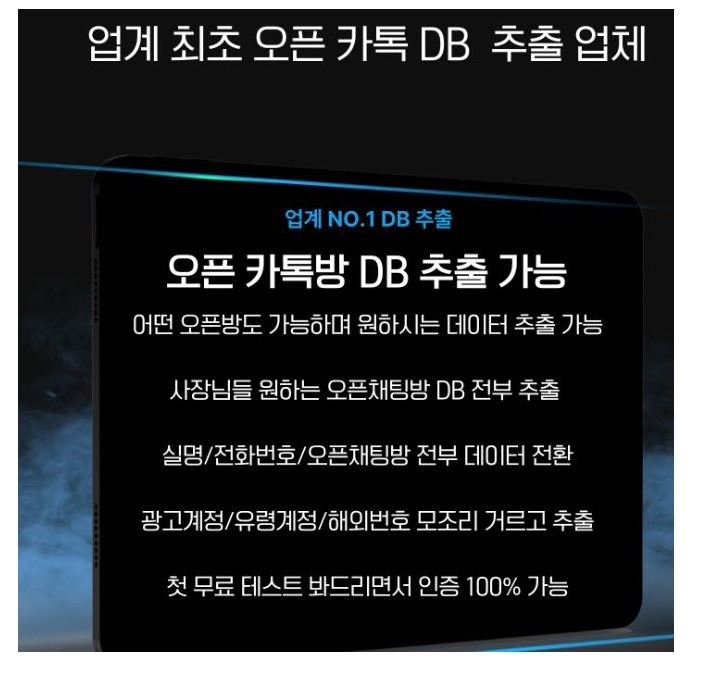 업계 최초 오픈 카톡 DB 추출 업체
업계 NO.1 DB 추출
오픈 카톡방 DB 추출 가능
어떤 오픈방도 가능하며 원하시는 데이터 추출 가능
사장님들 원하는 오픈채팅방 DB 전부 추출
실명/전화번호/오픈채팅방 전부 데이터 전환
광고계정/유령계정/해외번호 모조리 거르고 추출
첫 무료 테스트 봐드리면서 인증 100% 가능